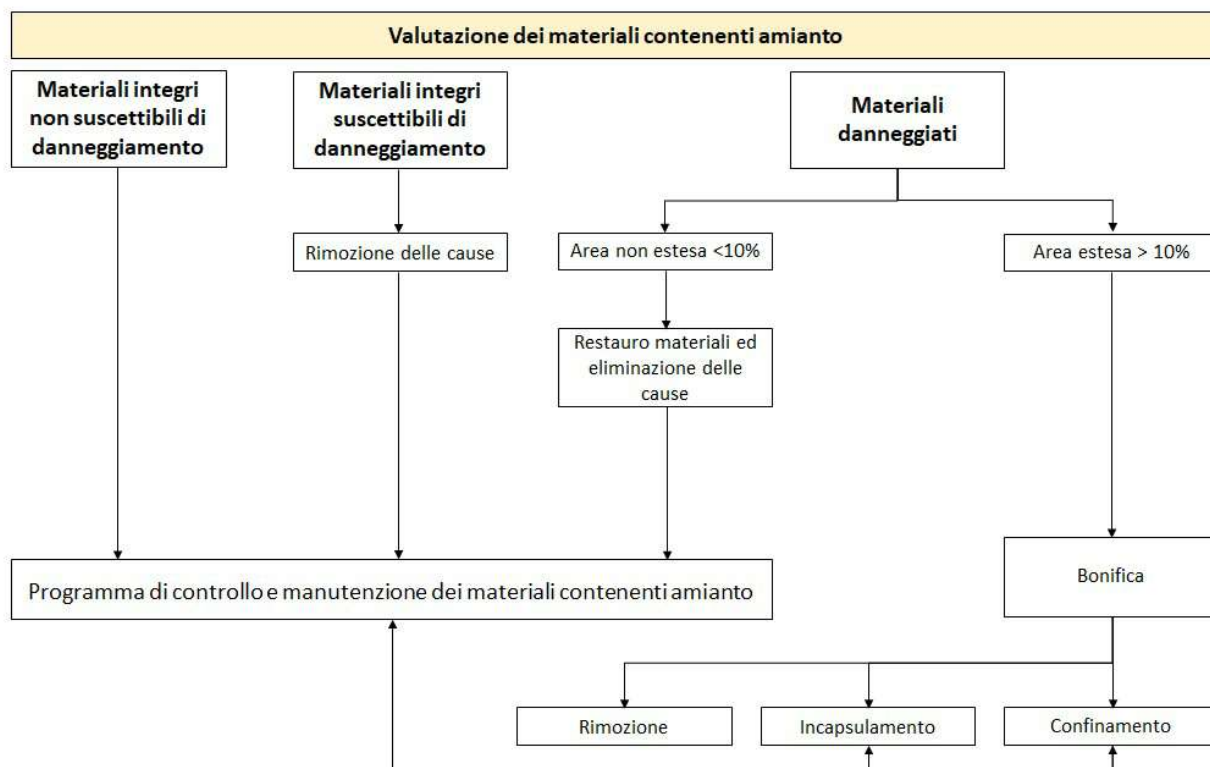 Valutazione dei materiali contenenti amianto
Materiali integri
non suscettibili di
danneggiamento
Materiali integri
suscettibili di
danneggiamento
Materiali
danneggiati
Rimozione delle cause
Area non estesa <10%
Area estesa > 10%
Restauro materiali ed
eliminazione delle
cause
Programma di controllo e manutenzione dei materiali contenenti amianto
Bonifica
Rimozione
Incapsulamento
Confinamento